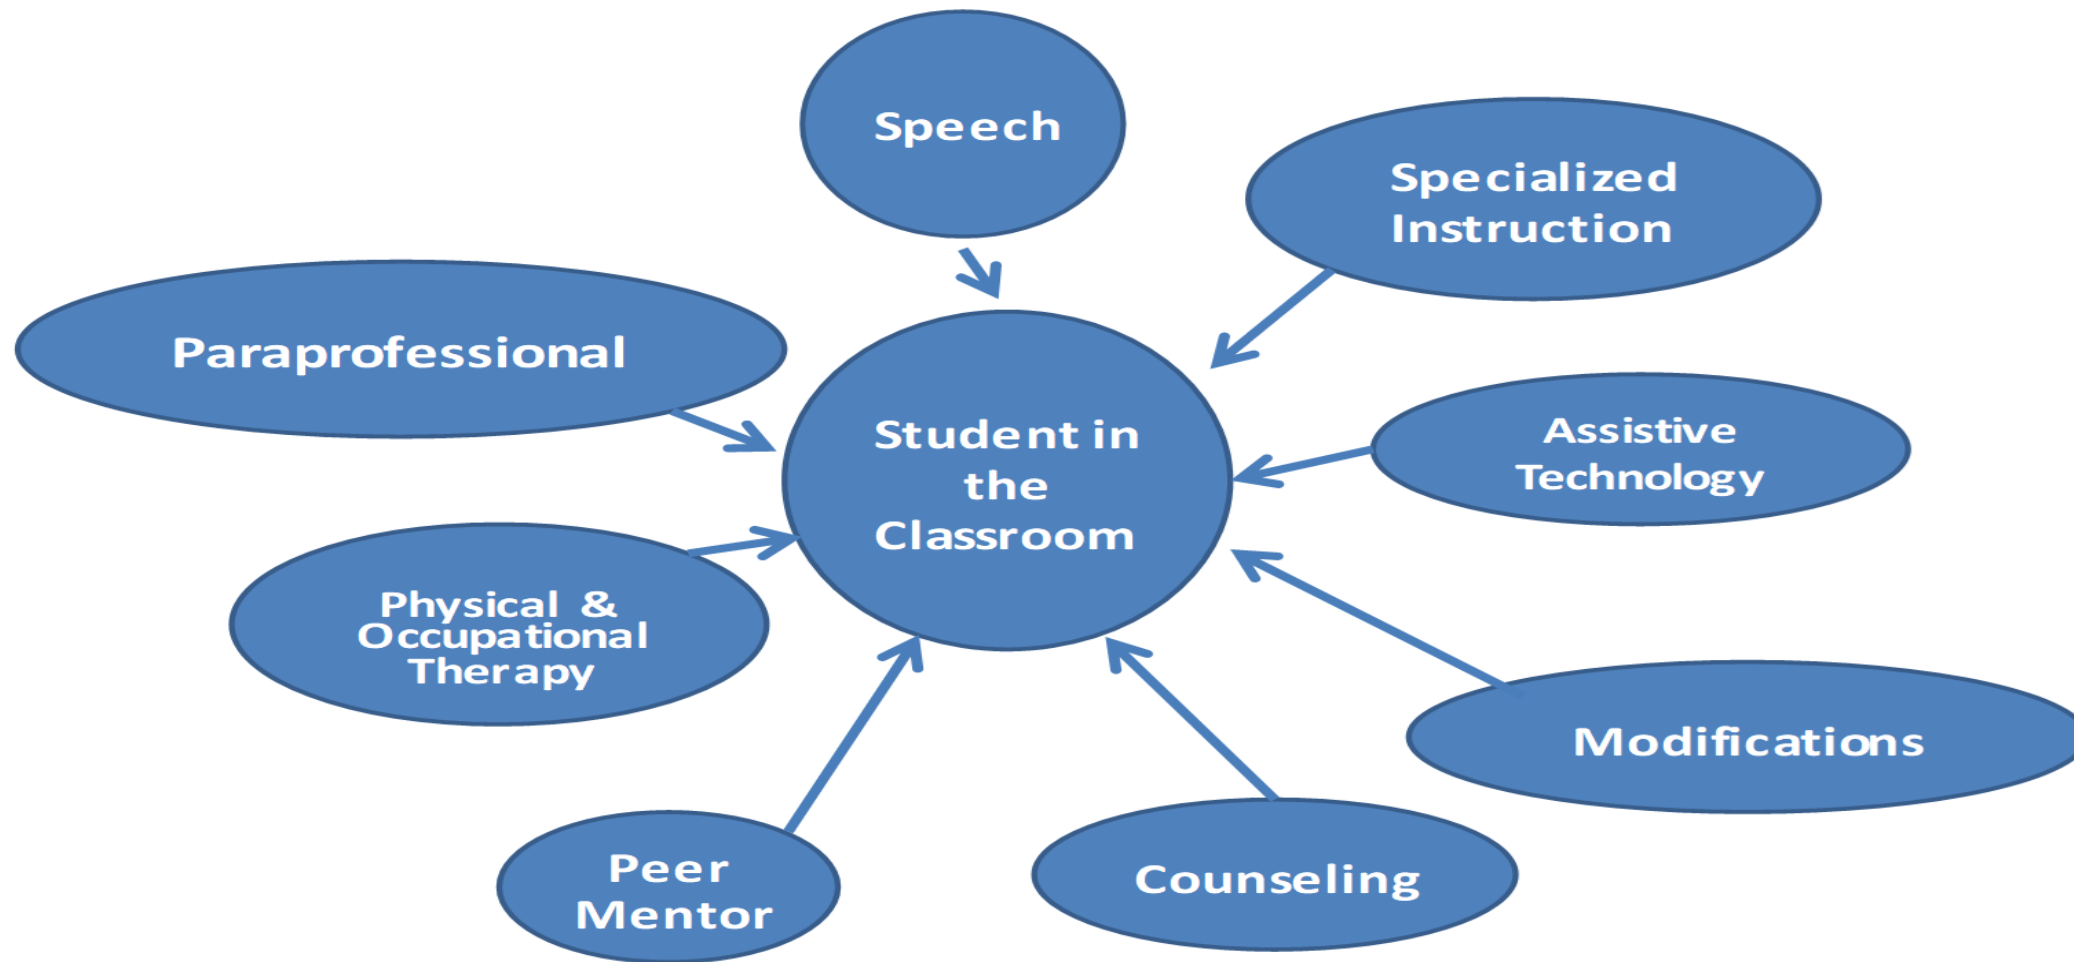 Speech
Specialized
Instruction
Paraprofessional
Student in
the
Classroom
Assistive
Technology
Physical &
Occupational
Therapy
Modifications
Peer
Mentor
Counseling